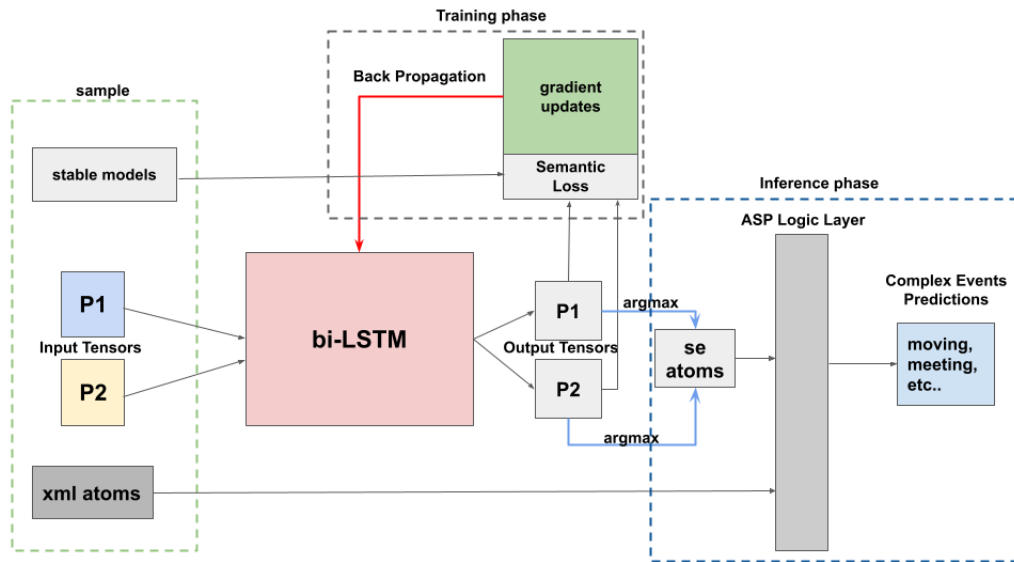 Training phase
Back Propagation
gradient
updates
sample
stable models
Semantic
Loss
Inference phase
ASP Logic Layer
P1
Input Tensors
P2
bi-LSTM
P1
Output Tensors
P2
argmax
argmax
se
atoms
Complex Events
Predictions
moving,
meeting,
etc..
xml atoms